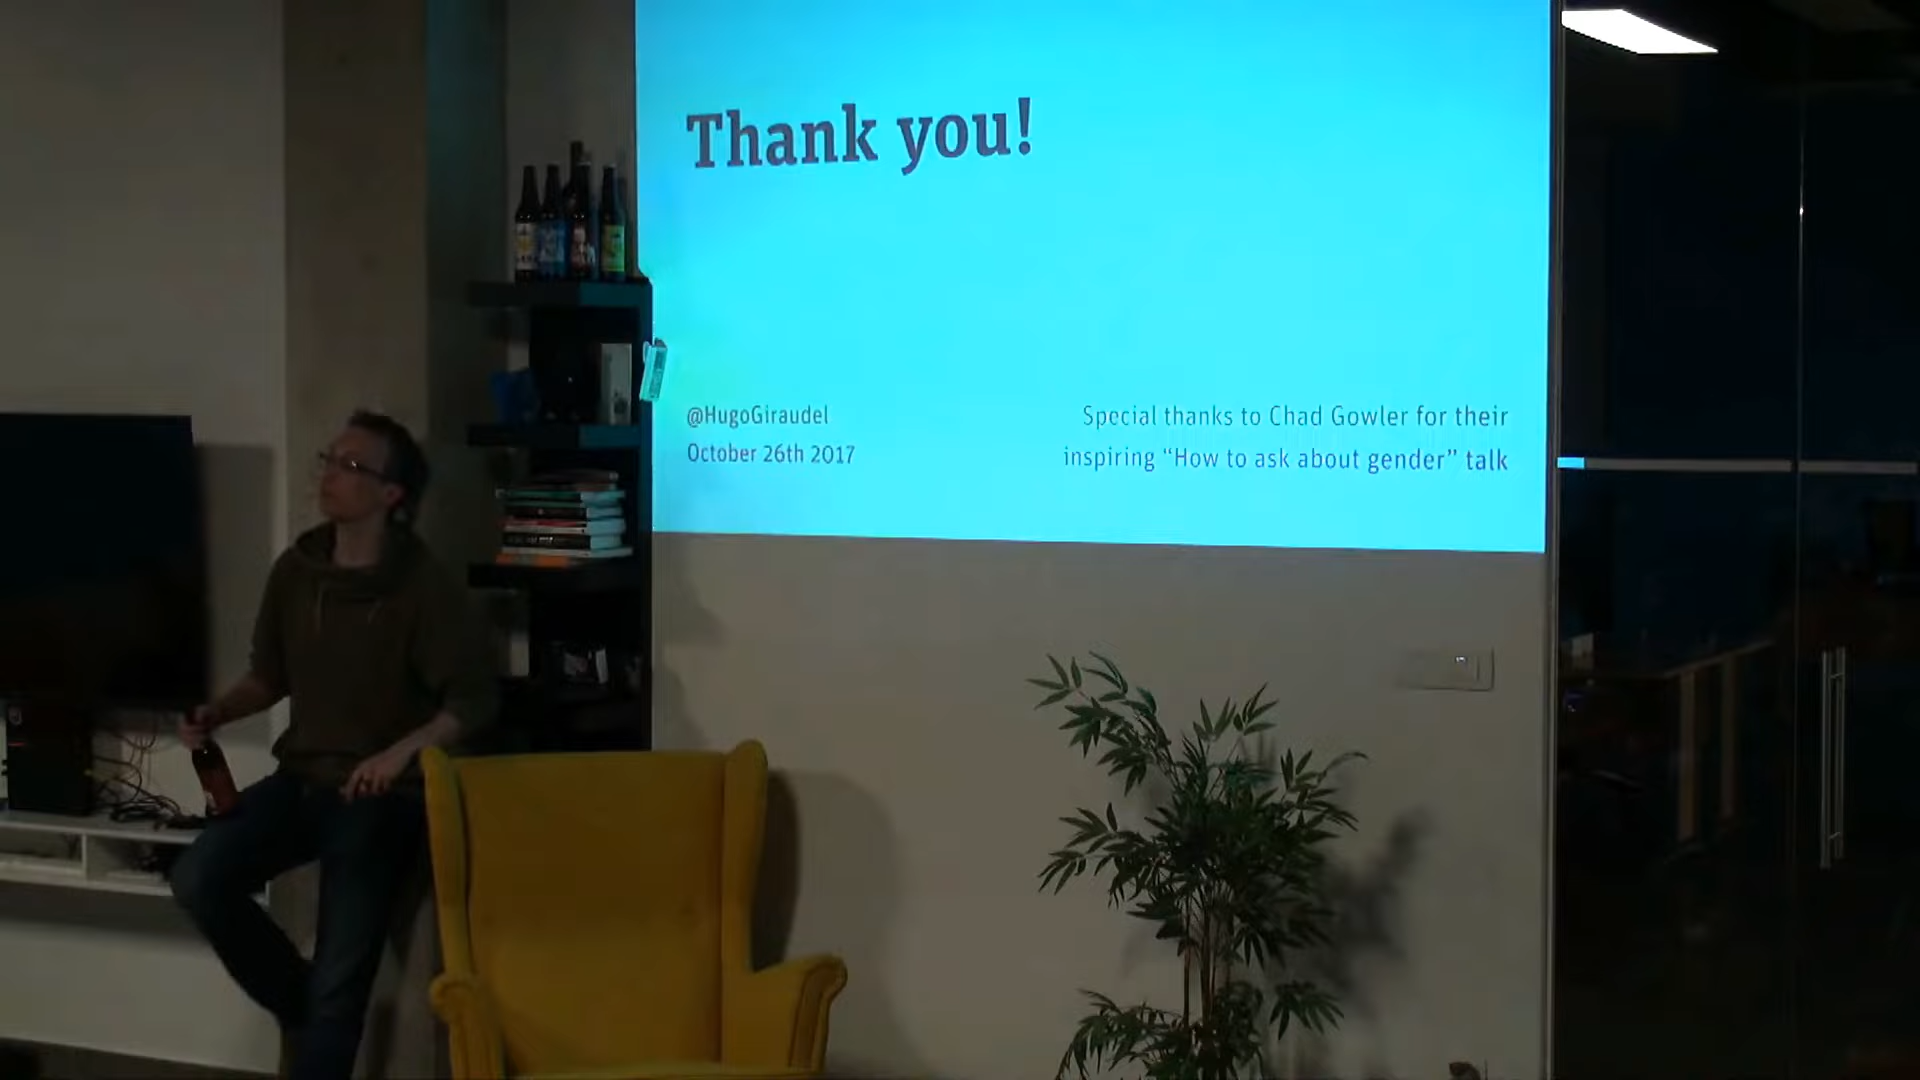 Thank you!
@HugoGiraudel
October 26th 2017
Special thanks to Chad Gowler for their
inspiring “How to ask about gender” talk